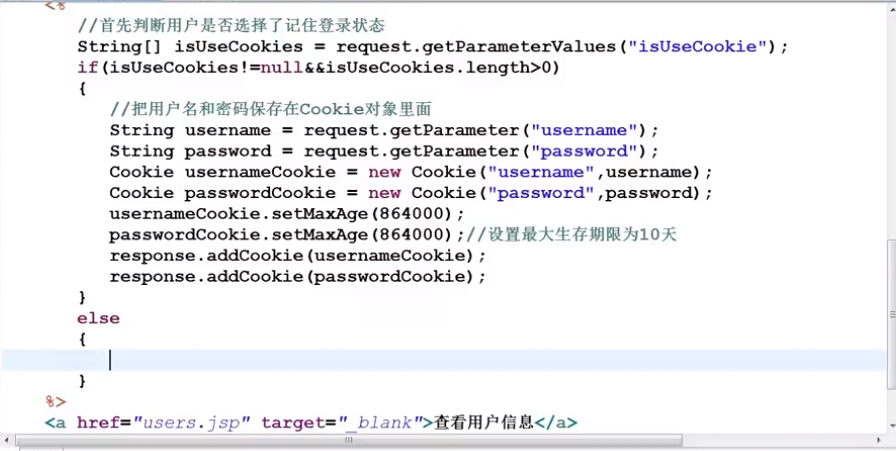 <%
//首先判断用户是否选择了记住登录状态
String[] isUseCookies = request.getParameterValues("isUseCookie");
if(isUseCookies!=null&&isUseCookies.length>0)
{
//把用户名和密码保存在Cookie对象里面
String username = request.getParameter("username");
String password = request.getParameter("password");
Cookie usernameCookie = new Cookie("username",username);
Cookie passwordCookie = new Cookie("password",password);
usernameCookie.setMaxAge(864000);
passwordCookie.setMaxAge(864000);//设置最大生存期限为10天
response.addCookie(usernameCookie);
response.addCookie(passwordCookie);
}
else
{
}
%>
<a href="users.jsp" target="_blank">查看用户信息</a>